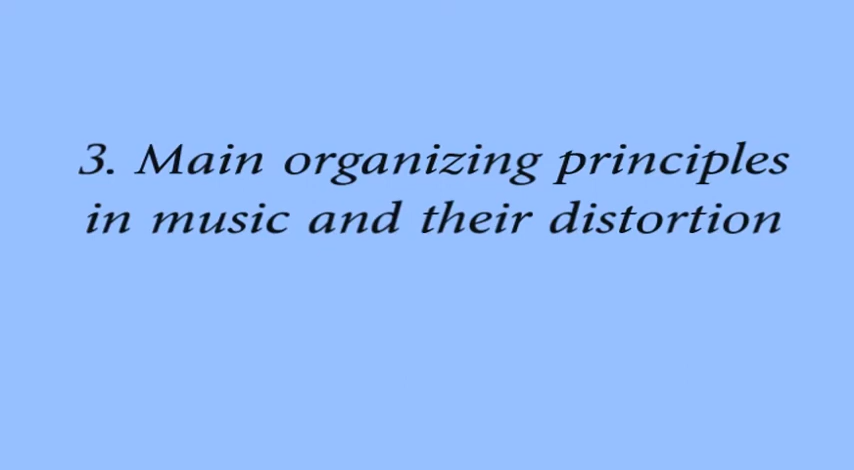 3. Main organizing principles
in music and their distortion